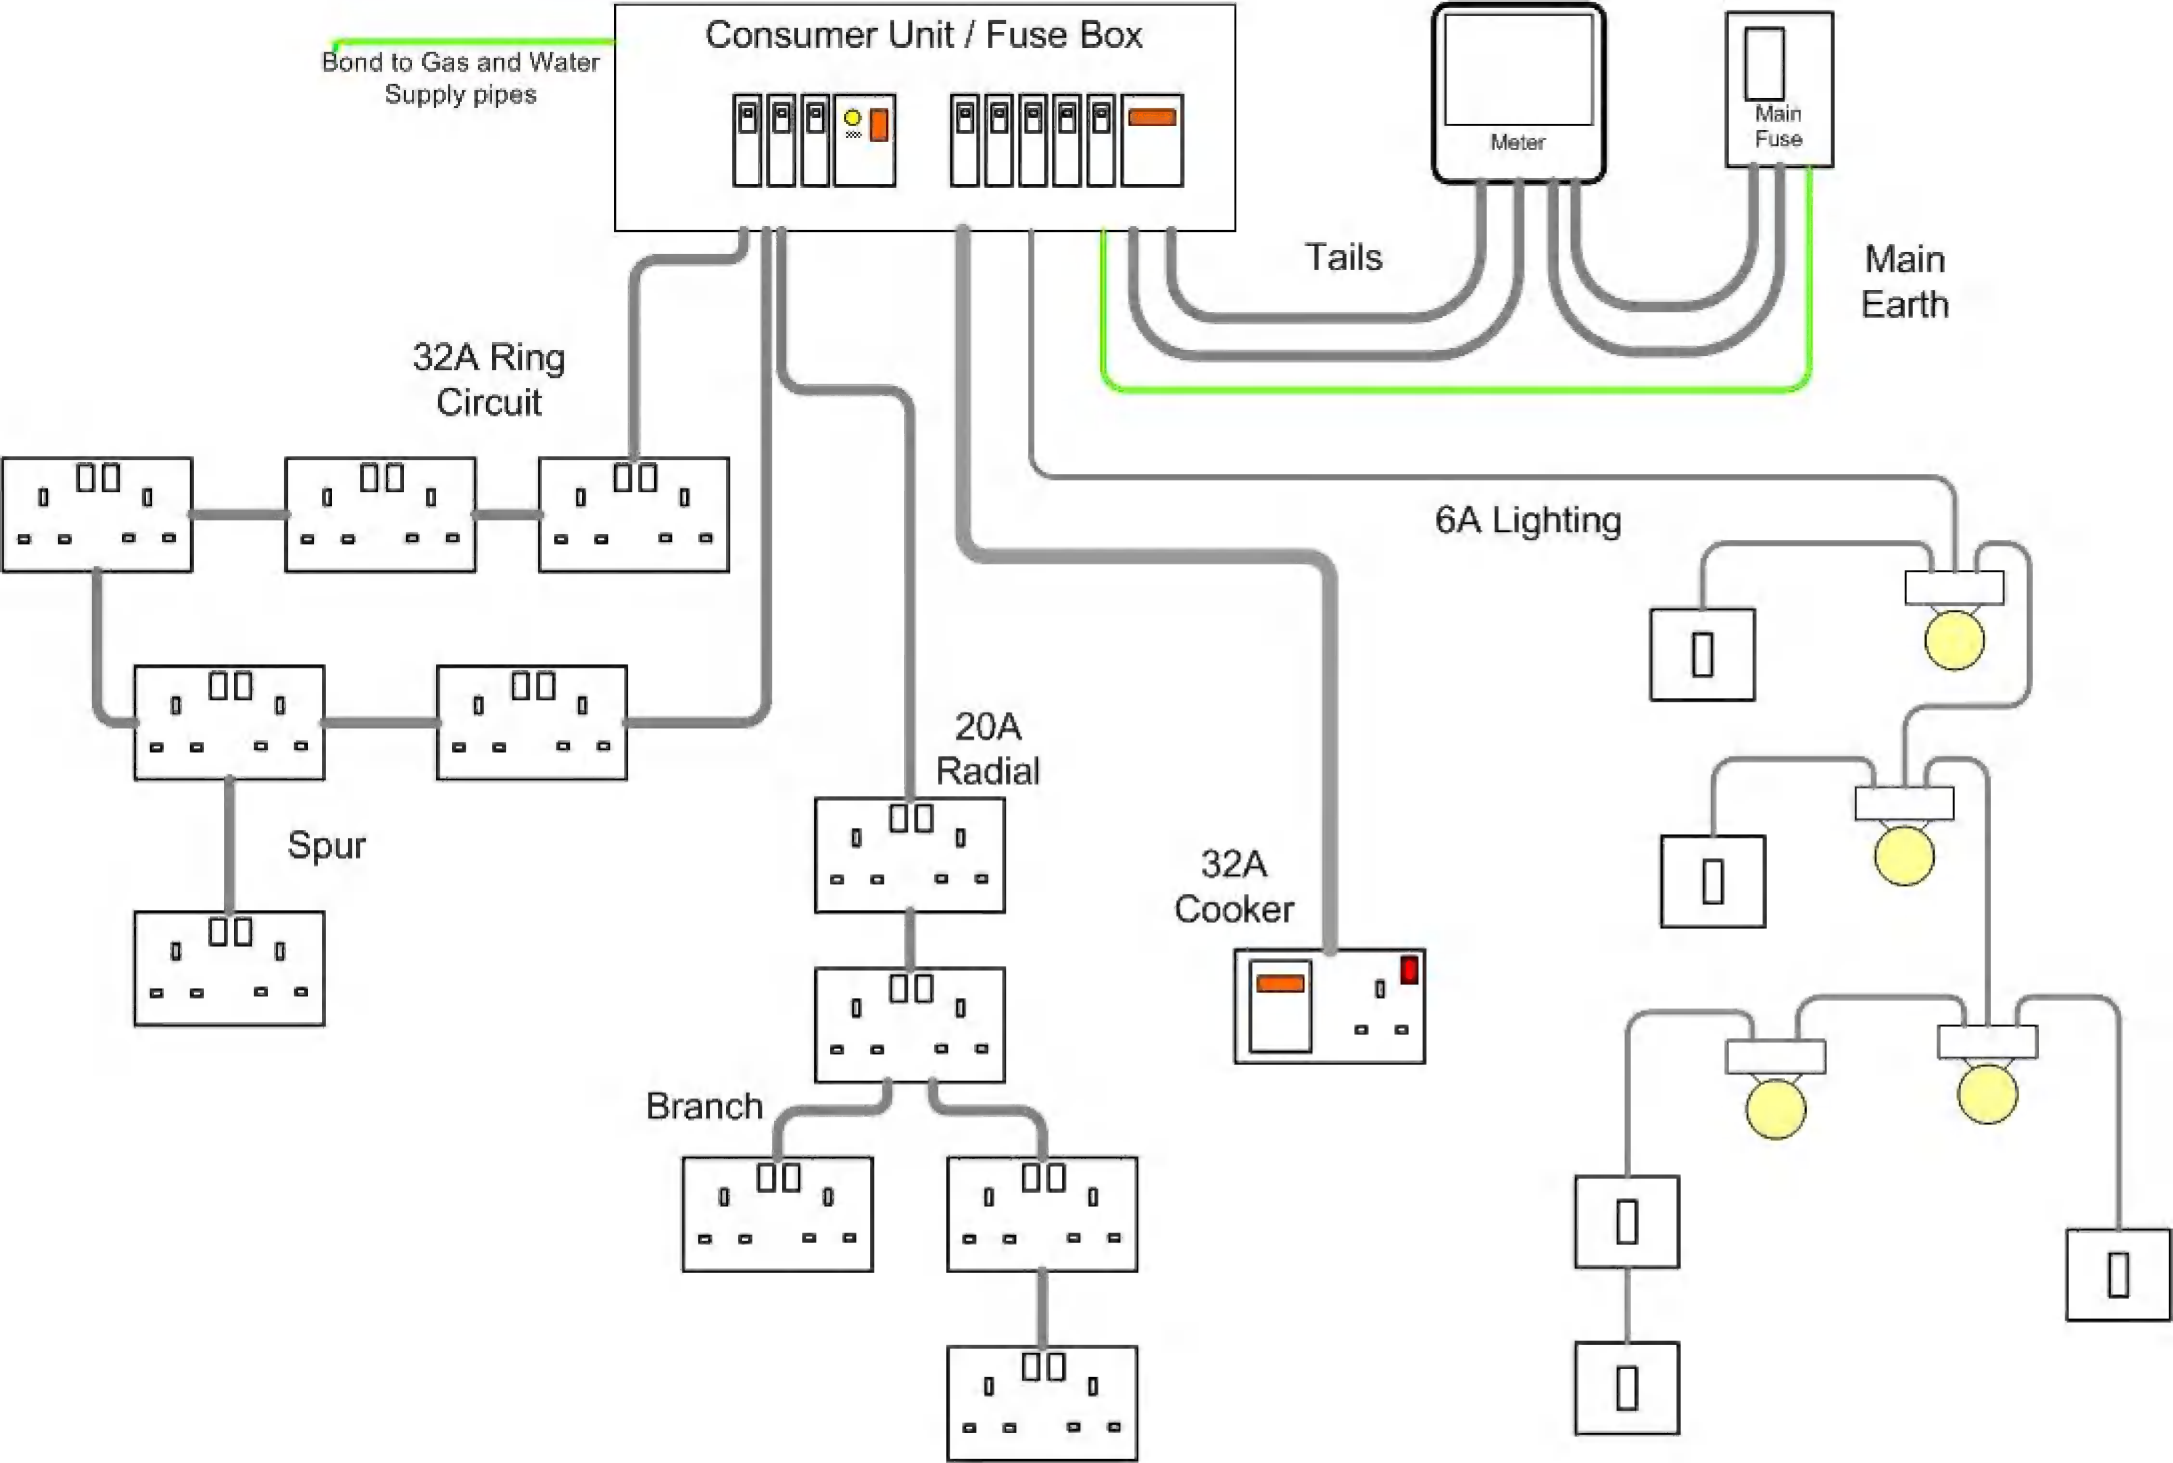 Consumer Unit / Fuse Box
Bond to Gas and Water
Supply pipes
Meter
Main
Fuse
Tails
Main
Earth
32A Ring
Circuit
6A Lighting
20A
Radial
Spur
32A
Cooker
Branch